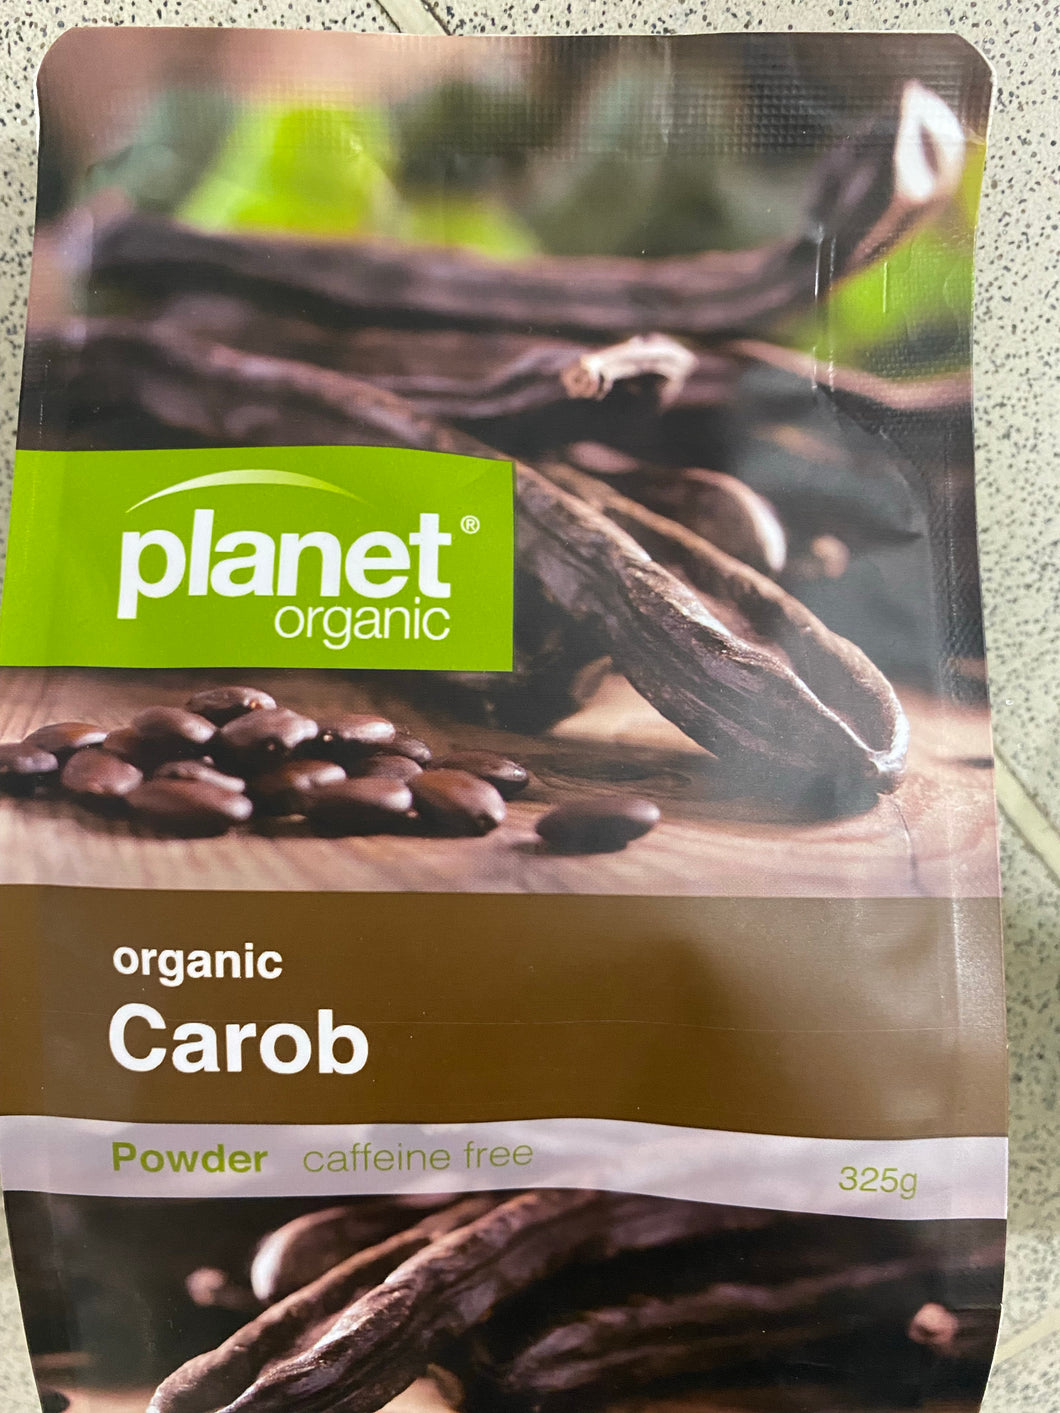 planet®
organic
organic
Carob
Powder caffeine free
325g